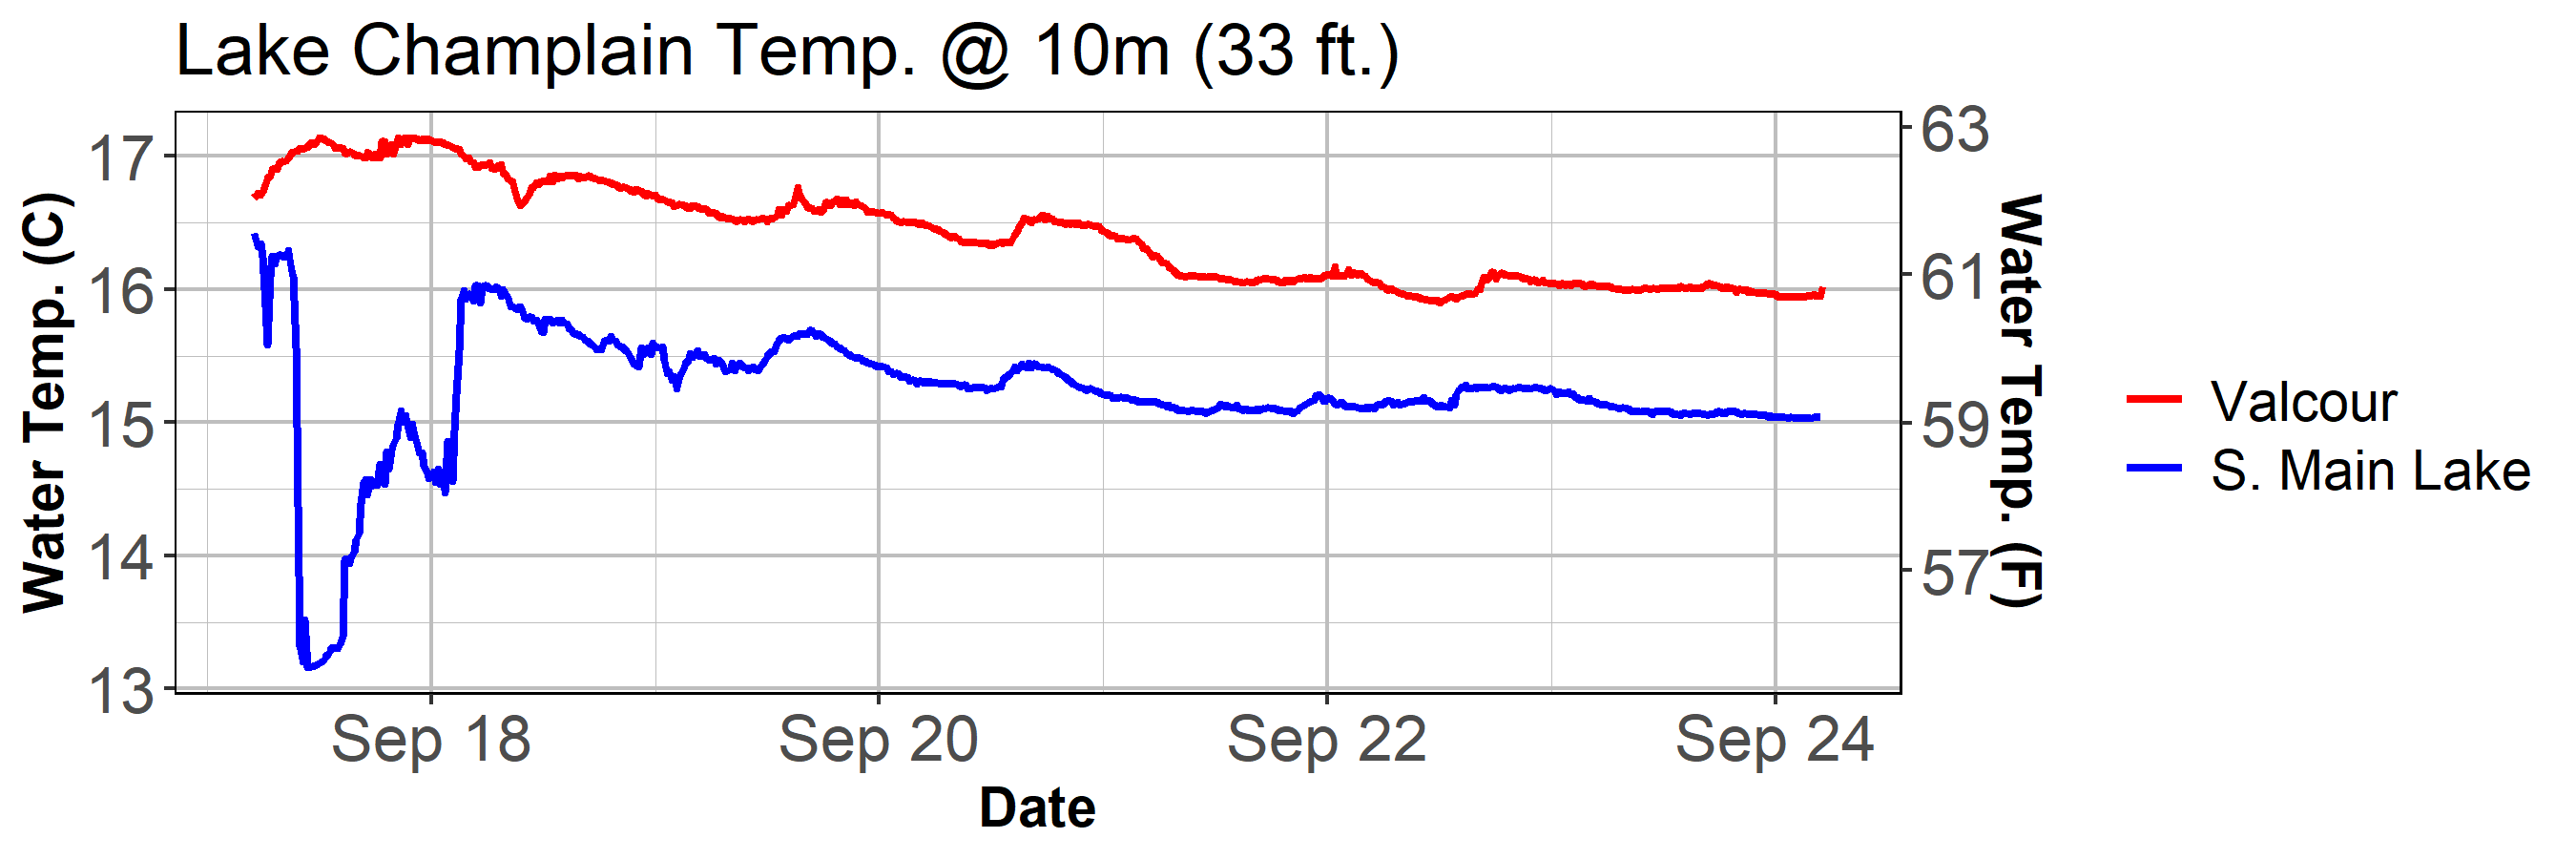 Lake Champlain Temp. @ 10m (33 ft.)
Water Temp. (C)
17
16
15
14
13
63
61
59
57
Water Temp. (F)
Sep 18
Sep 20
Sep 22
Sep 24
Date
Valcour
S. Main Lake